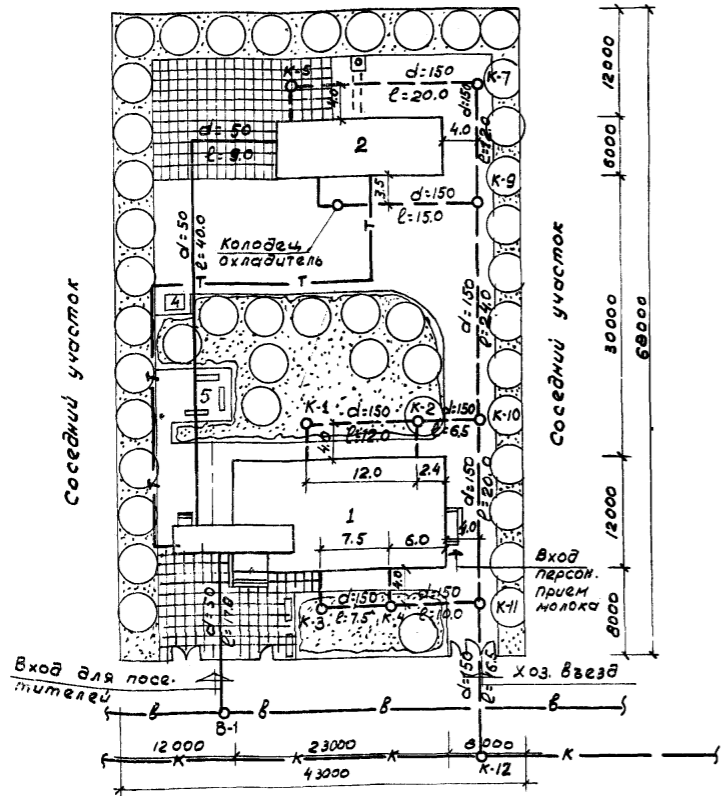 К-5
d=150
l=20.0
К-7
12000
4.0
d=150
l=12.0
d=50
l=9.0
2
4.0
6000
К-9
3.5
d=150
l=15.0
d=50
l=40.0
Колодец
охладитель
Т
Т
Т
4
d=150
l=24.0
Соседний участок
Соседний участок
30000
68000
Т
5
К-1
d=150
l=12.0
К-2
d=150
l=6.5
К-10
4.0
12.0
2.4
Т
d=150
l=20.0
1
7.5
6.0
4.0
12000
Вход
персон.
прием
молока
4.0
d=150
l=7.5
d=150
l=10.0
К-3
К-4
К-11
8000
d=50
l=17.0
Вход для посе-
тителей
d=150
l=16.5
Хоз. въезд
В
В
В
В
В
В-1
12000
23000
8000
К
К
К
К
43000
К-12